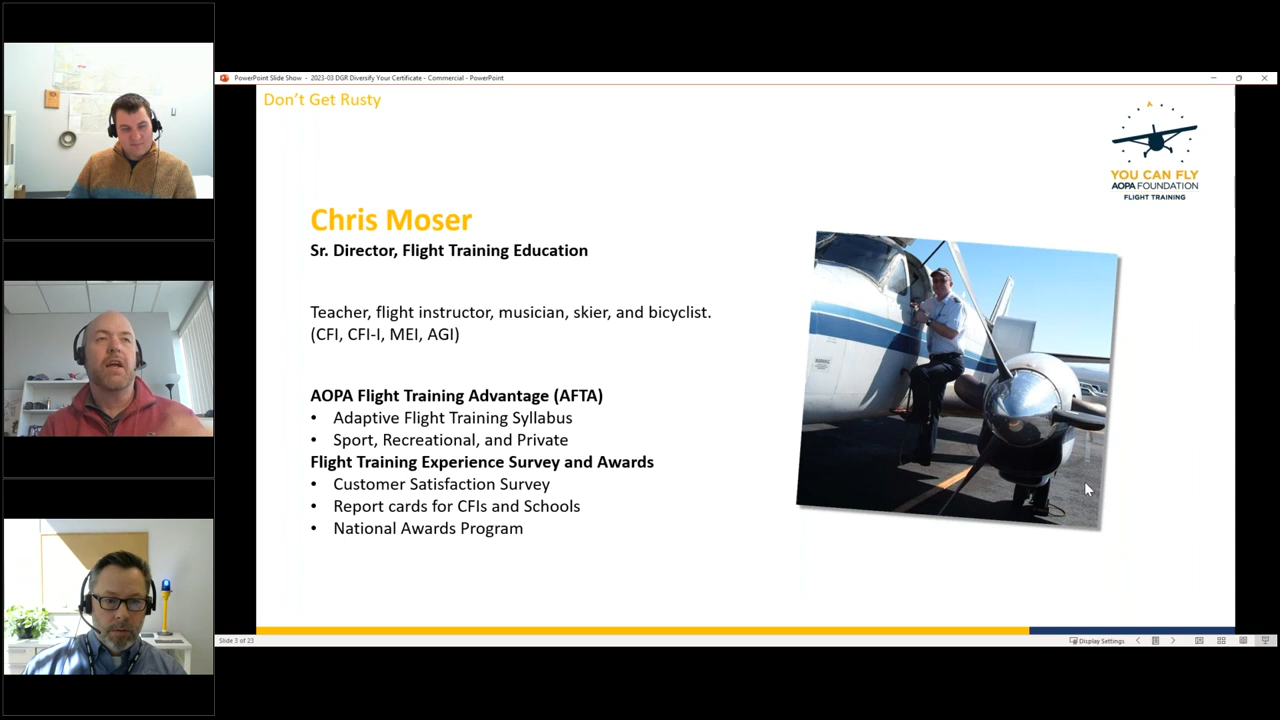 PowerPoint Slide Show - 2023-03 DGR Diversify Your Certificate - Commercial - PowerPoint
Don't Get Rusty
YOU CAN FLY
AOPA FOUNDATION
FLIGHT TRAINING
Chris Moser
Sr. Director, Flight Training Education
Teacher, flight instructor, musician, skier, and bicyclist.
(CFI, CFI-I, MEI, AGI)
AOPA Flight Training Advantage (AFTA)
• Adaptive Flight Training Syllabus
• Sport, Recreational, and Private
Flight Training Experience Survey and Awards
• Customer Satisfaction Survey
• Report cards for CFIs and Schools
• National Awards Program
Slide 3 of 23
Display Settings